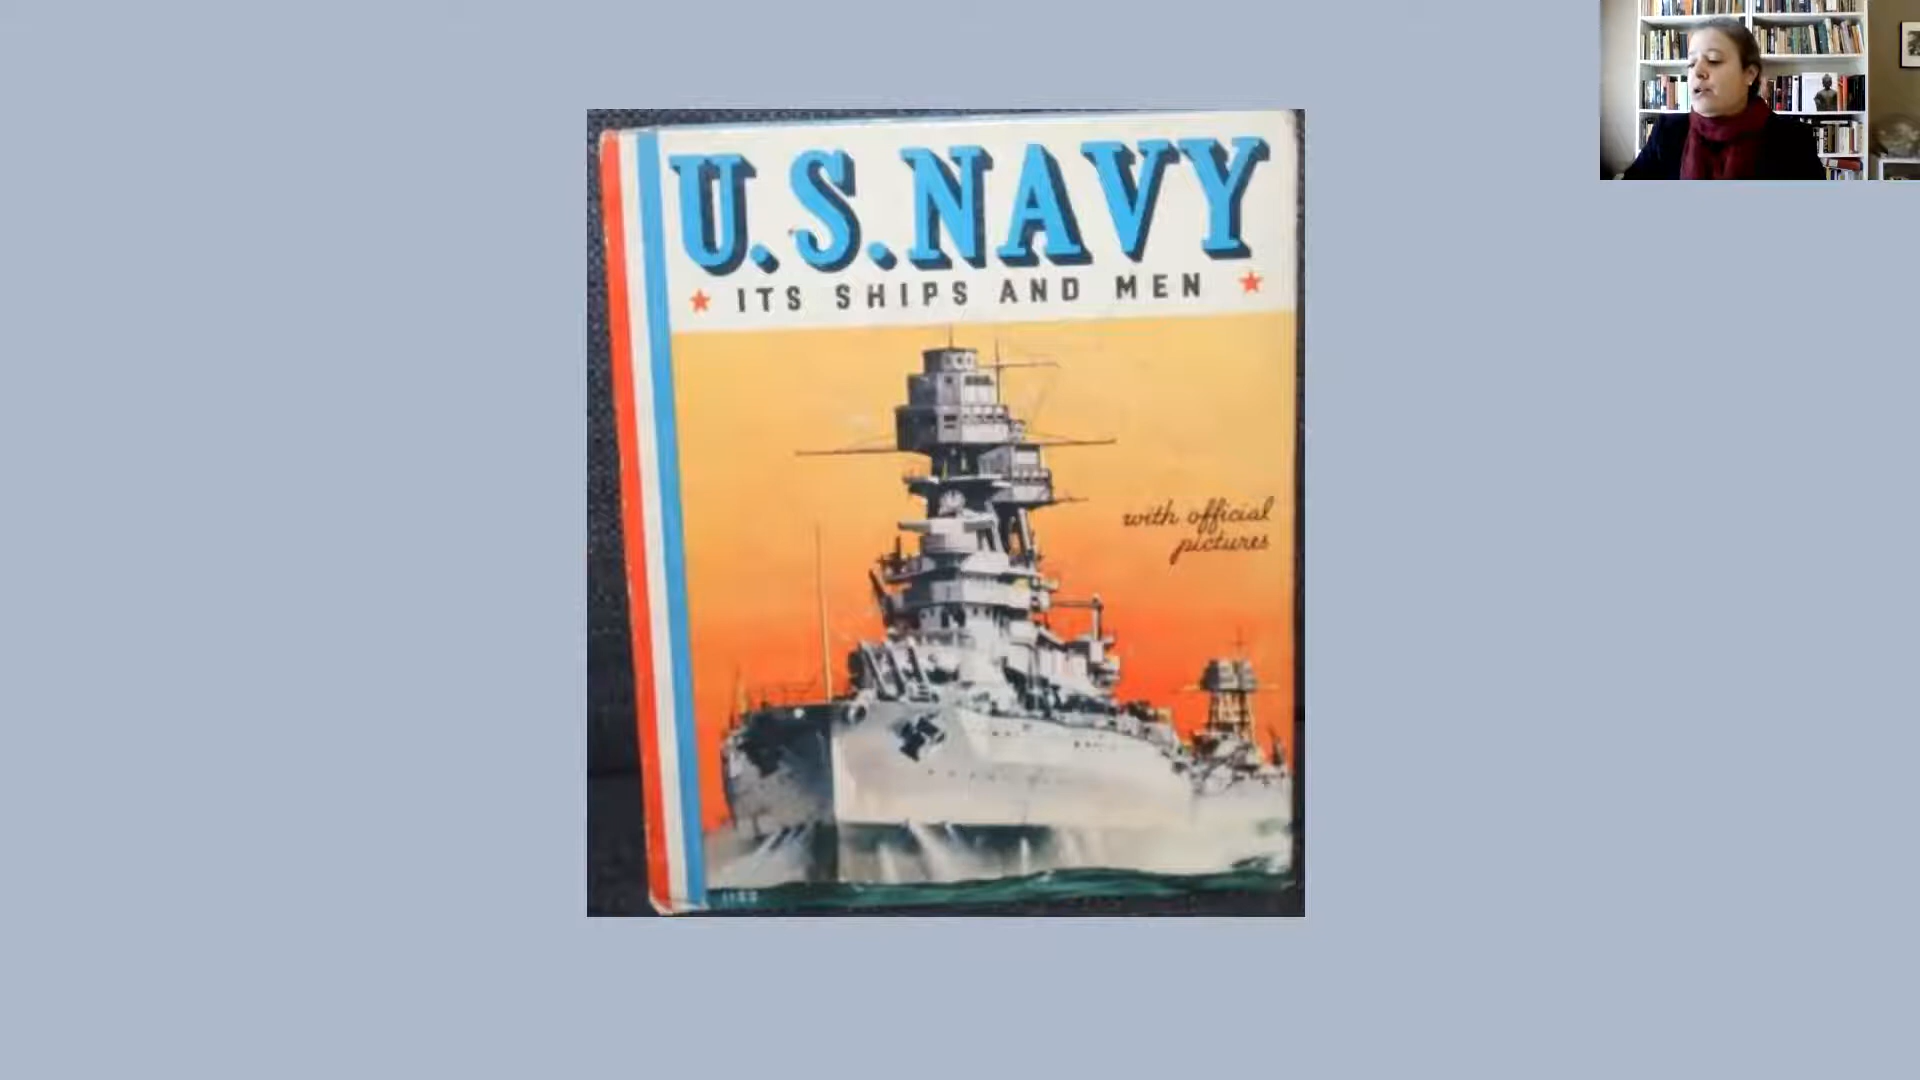 U.S. NAVY
ITS SHIPS AND MEN
with official
pictures